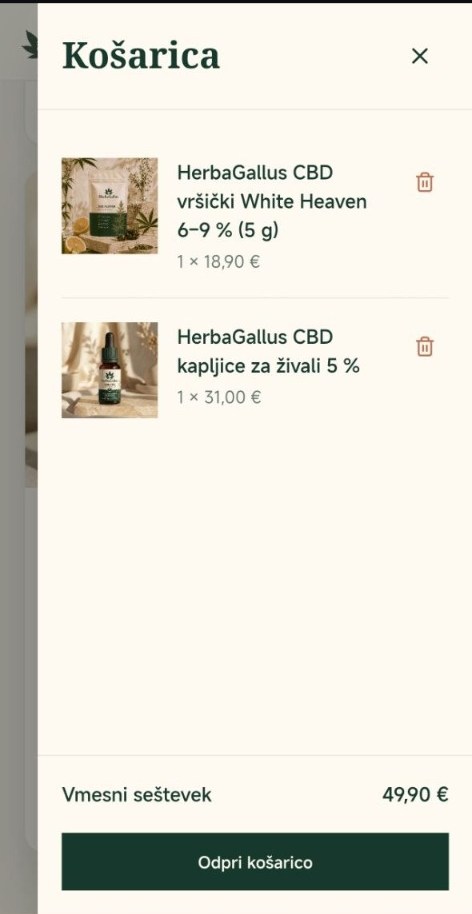 Košarica
HerbaGallus CBD
vršički White Heaven
6–9 % (5 g)
1 × 18,90 €
HerbaGallus CBD
kapljice za živali 5 %
1 × 31,00 €
Vmesni seštevek 49,90 €
Odpri košarico